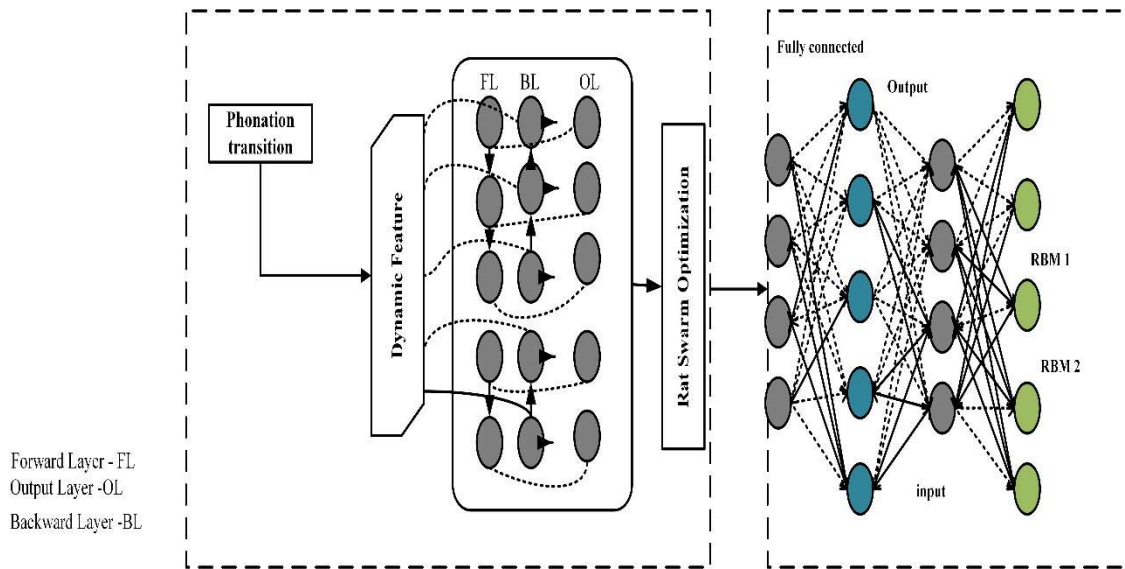 Phonation
transition
Dynamic Feature
FL BL OL
Rat Swarm Optimization
Fully connected
Output
RBM 1
RBM 2
input
Forward Layer - FL
Output Layer -OL
Backward Layer -BL